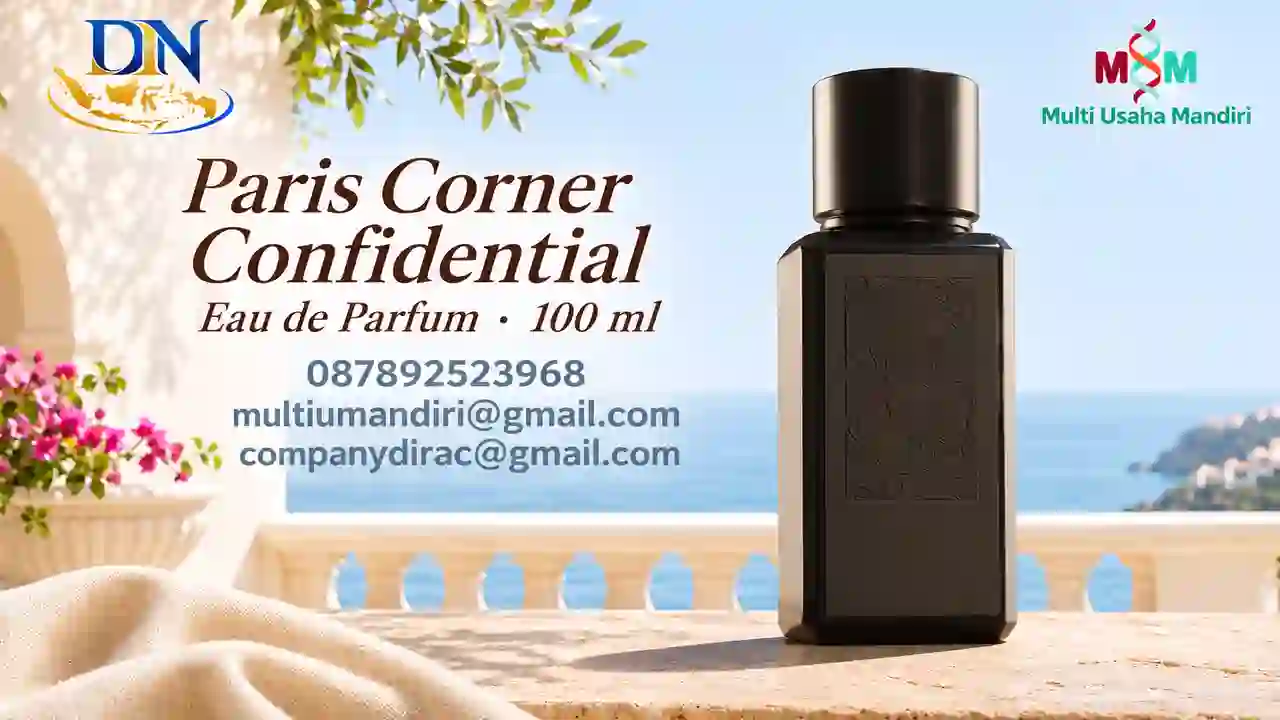 DN
M8M
Multi Usaha Mandiri
Paris Corner
Confidential
Eau de Parfum · 100 ml
087892523968
multiumandiri@gmail.com
companydirac@gmail.com